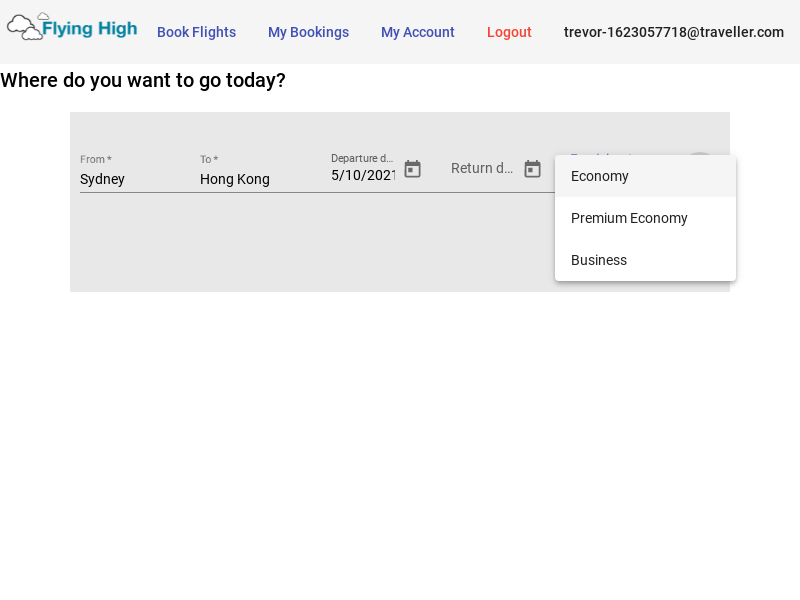 Flying High
Book Flights
My Bookings
My Account
Logout
trevor-1623057718@traveller.com
Where do you want to go today?
From *
Sydney
To *
Hong Kong
Departure d...
5/10/2021
Return d...
Economy
Premium Economy
Business